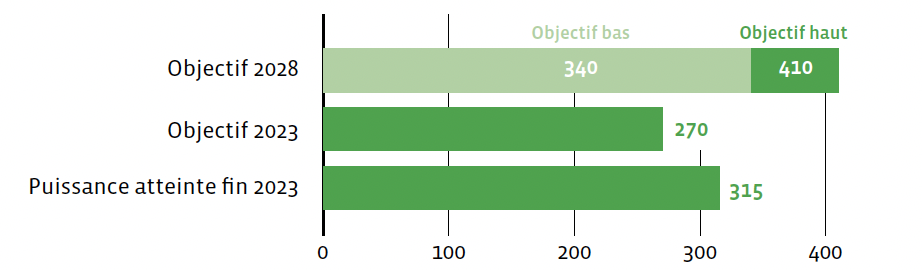 Objectif bas Objectif haut
Objectif 2028 340 410
Objectif 2023 270
Puissance atteinte fin 2023 315
0 100 200 300 400